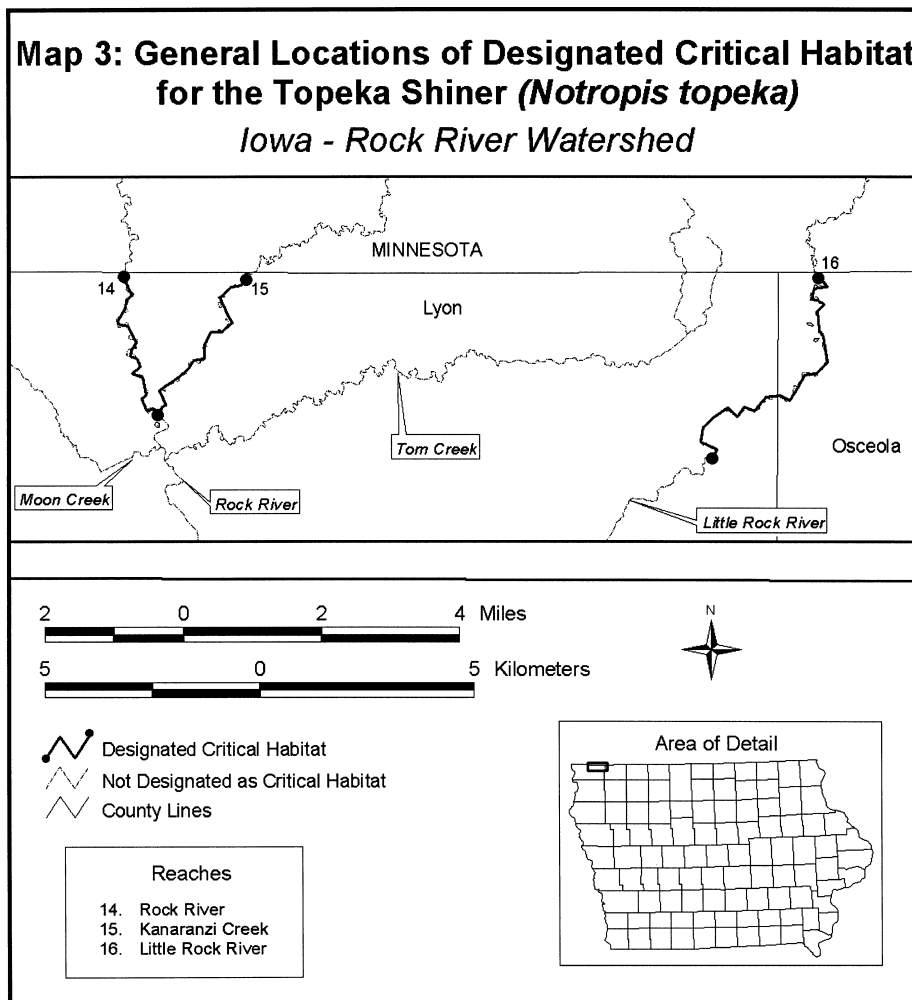 Map 3: General Locations of Designated Critical Habitat
for the Topeka Shiner (Notropis topeka)
Iowa - Rock River Watershed
MINNESOTA
16
14
15
Lyon
Tom Creek
Osceola
Moon Creek
Rock River
Little Rock River
2 0 2 4 Miles
N
5 0 5 Kilometers
Designated Critical Habitat
Not Designated as Critical Habitat
County Lines
Area of Detail
Reaches
14. Rock River
15. Kanaranzi Creek
16. Little Rock River